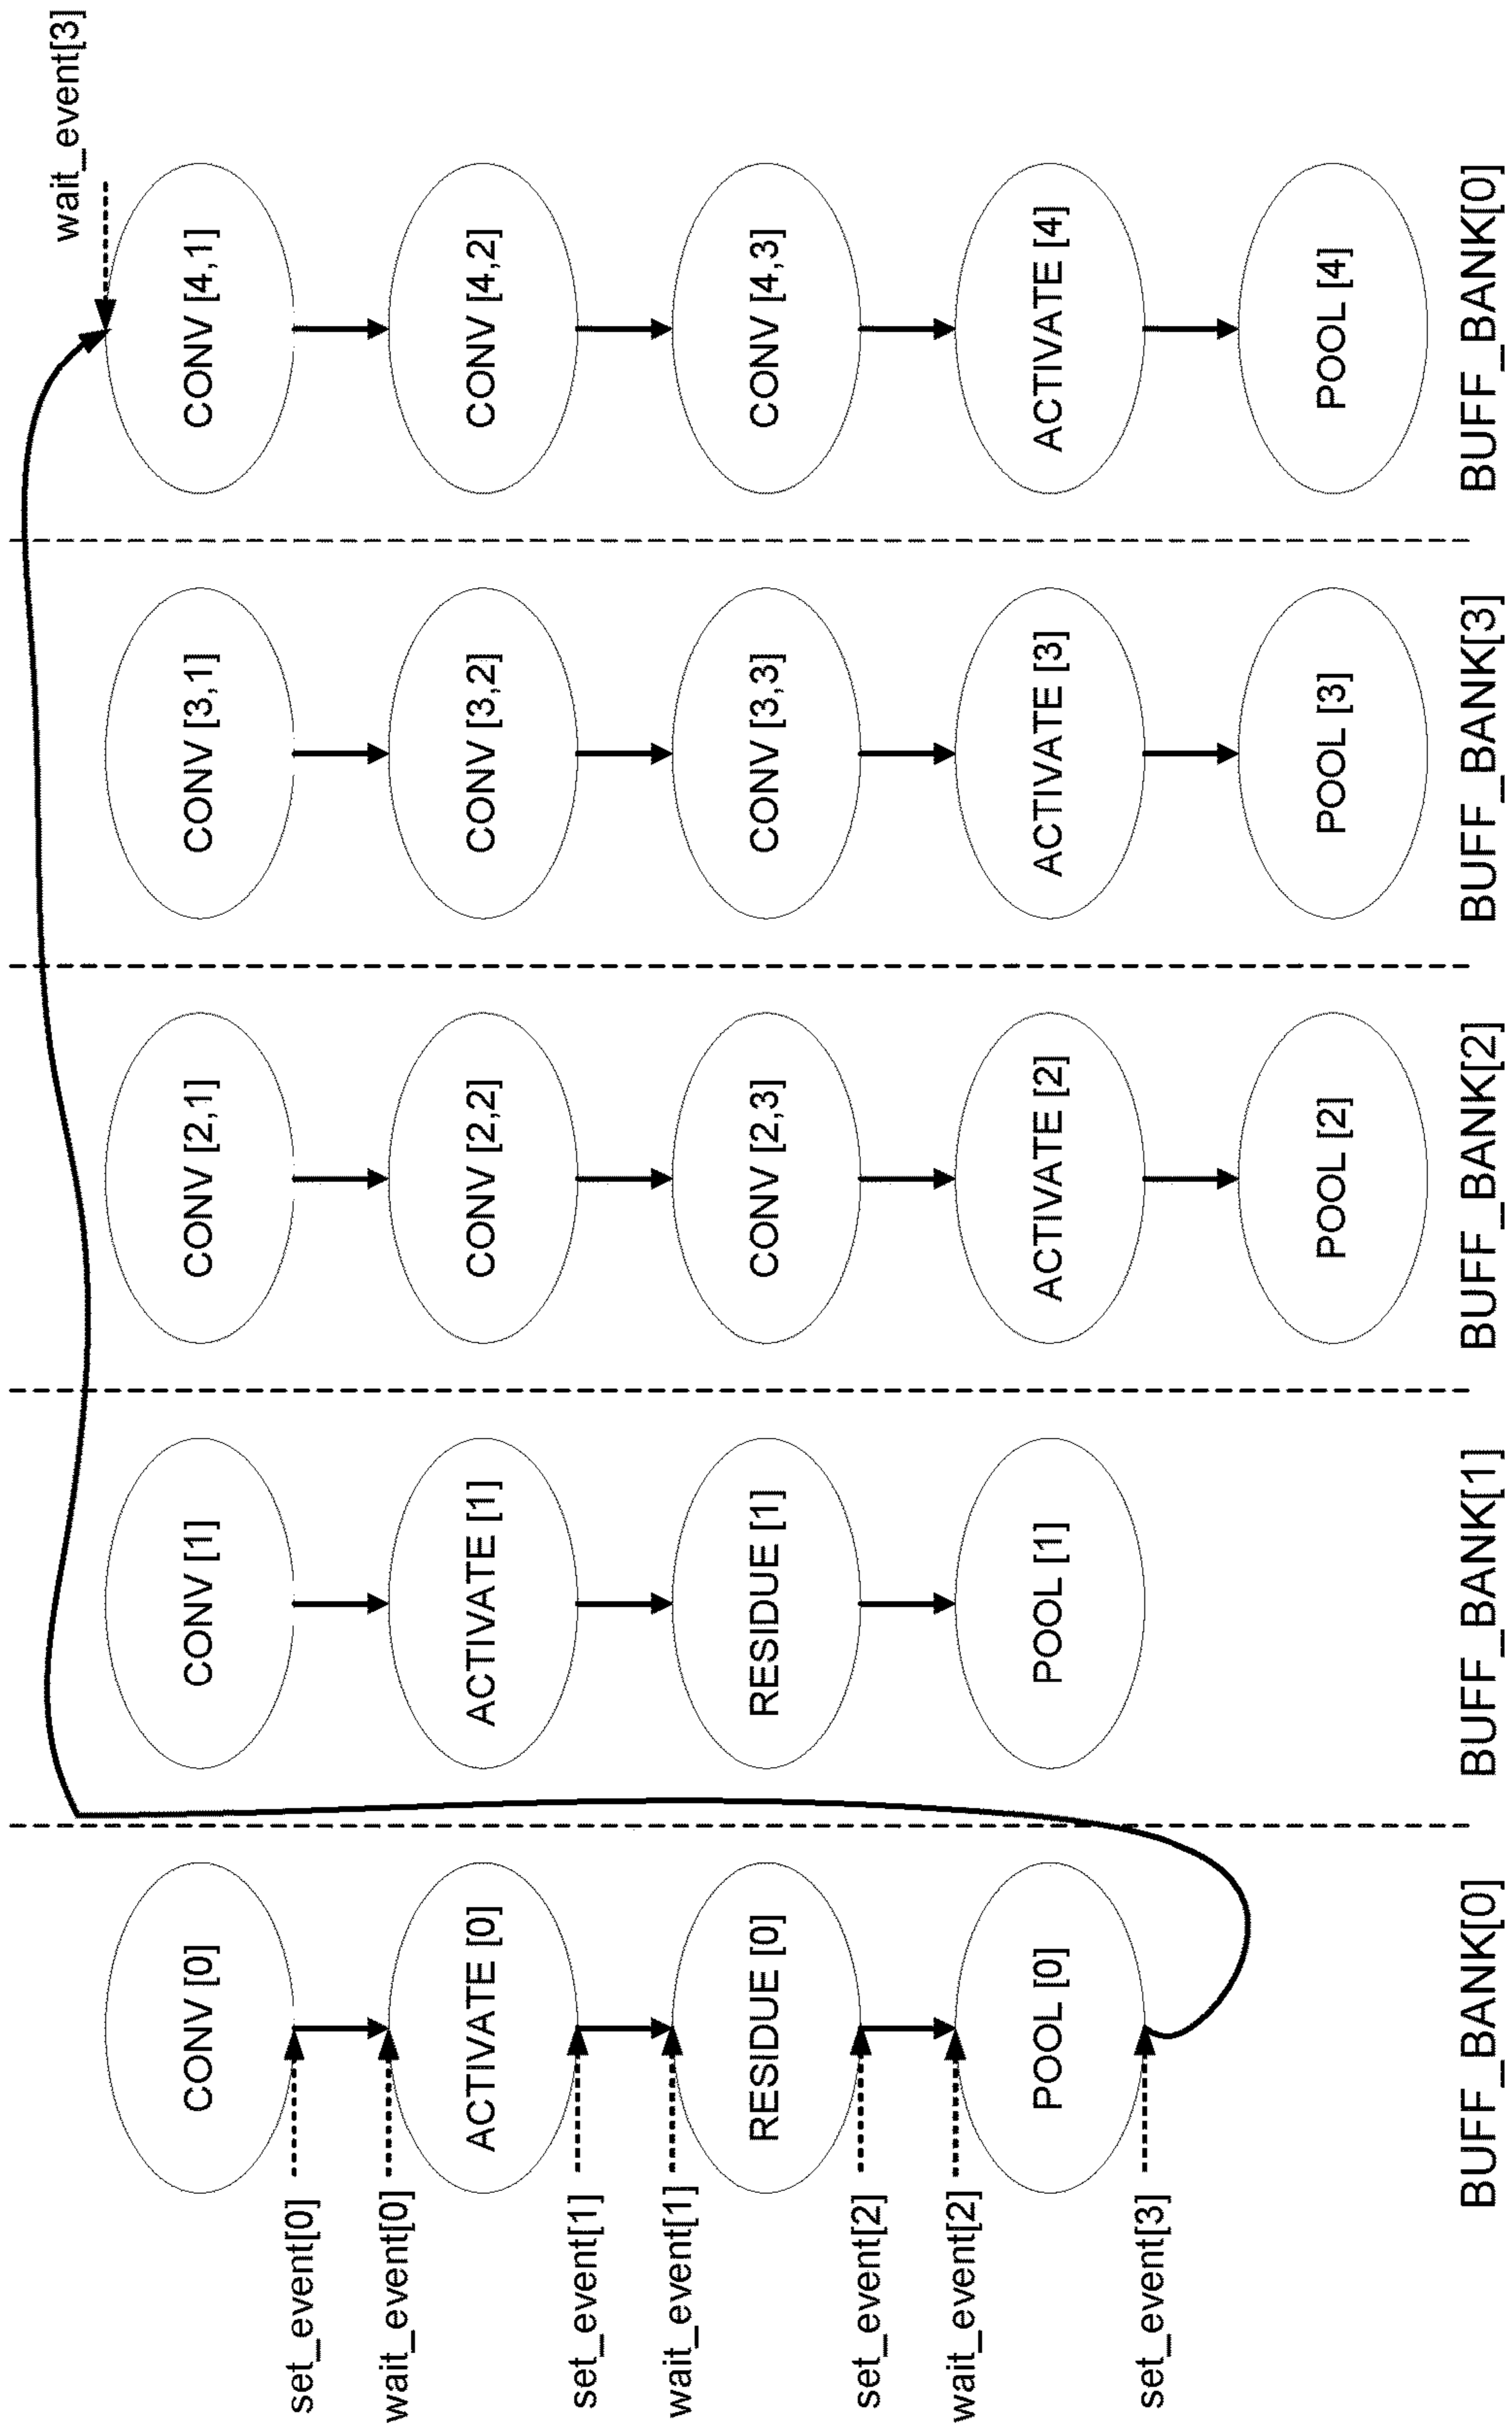 wait_event[3]
CONV [0]
set_event[0]
wait_event[0]
ACTIVATE [0]
set_event[1]
wait_event[1]
RESIDUE [0]
set_event[2]
wait_event[2]
POOL [0]
set_event[3]
BUFF_BANK[0]
CONV [1]
ACTIVATE [1]
RESIDUE [1]
POOL [1]
BUFF_BANK[1]
CONV [2,1]
CONV [2,2]
CONV [2,3]
ACTIVATE [2]
POOL [2]
BUFF_BANK[2]
CONV [3,1]
CONV [3,2]
CONV [3,3]
ACTIVATE [3]
POOL [3]
BUFF_BANK[3]
CONV [4,1]
CONV [4,2]
CONV [4,3]
ACTIVATE [4]
POOL [4]
BUFF_BANK[0]